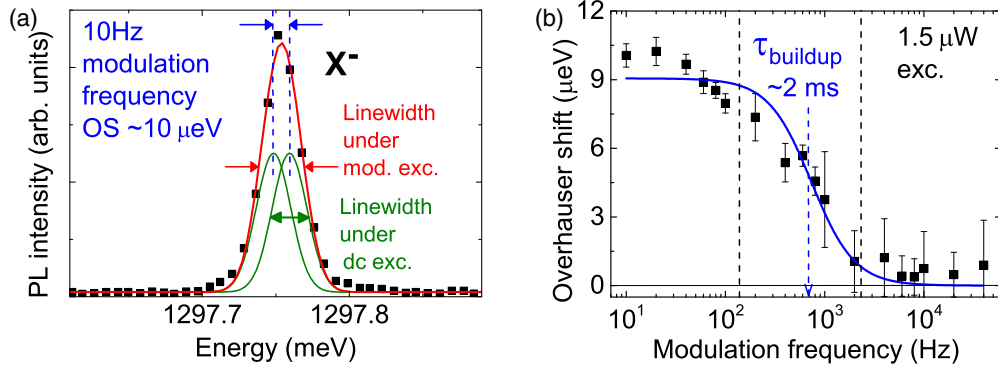 (a)
10Hz
modulation
frequency
OS ~10 μeV
X⁻
Linewidth
under
mod. exc.
Linewidth
under
dc exc.
PL intensity (arb. units)
1297.7
1297.8
Energy (meV)
(b)
12
9
6
3
0
Overhauser shift (μeV)
τbuildup
~2 ms
1.5 μW
exc.
10¹
10²
10³
10⁴
Modulation frequency (Hz)